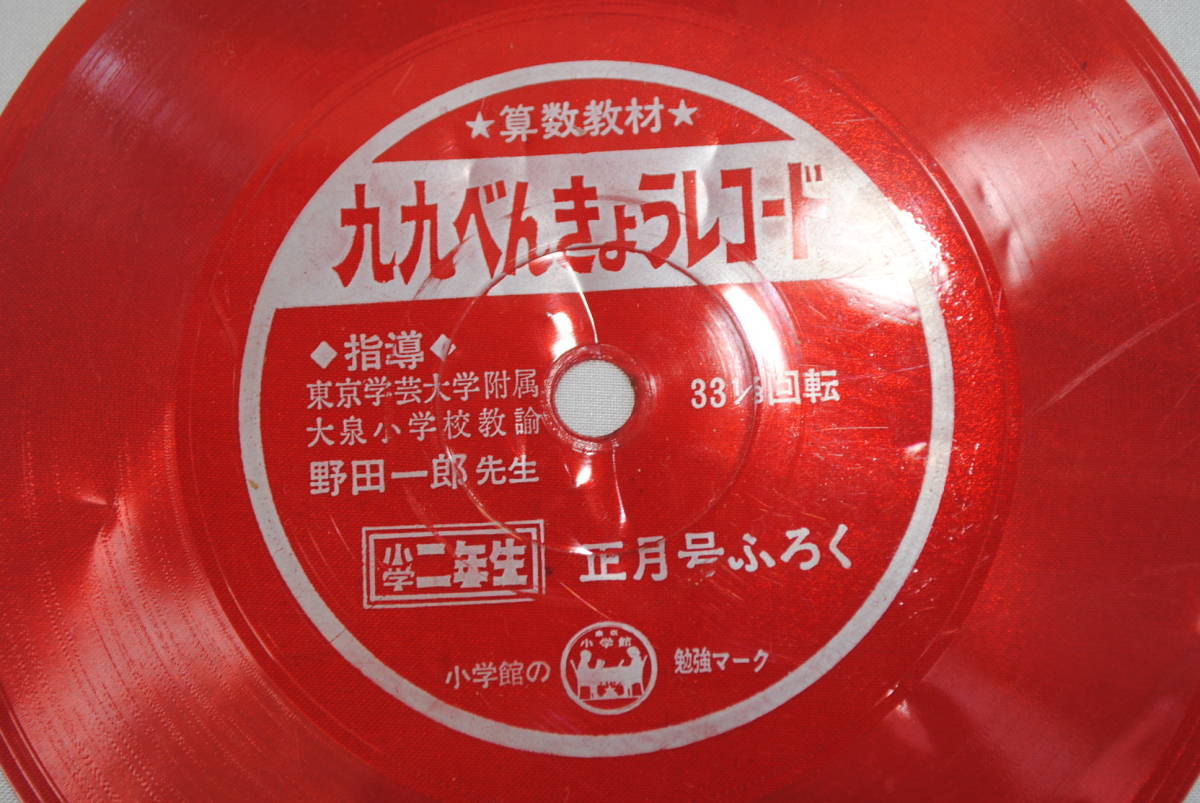 ★算数教材★
九九べんきょうレコード
◆指導◆
東京学芸大学附属
大泉小学校教諭
野田一郎先生
33⅓回転
小学二年生 正月号ふろく
小学館の 勉強マーク
小学館